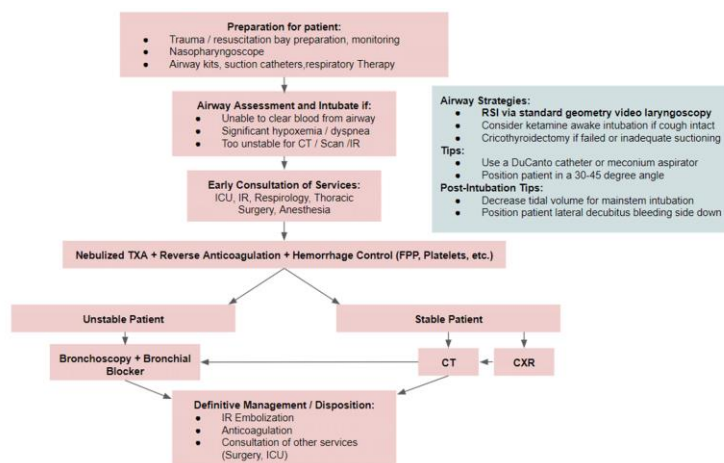 Preparation for patient:
● Trauma / resuscitation bay preparation, monitoring
● Nasopharyngoscope
● Airway kits, suction catheters,respiratory Therapy
Airway Assessment and Intubate if:
● Unable to clear blood from airway
● Significant hypoxemia / dyspnea
● Too unstable for CT / Scan /IR
Early Consultation of Services:
ICU, IR, Respirology, Thoracic
Surgery, Anesthesia
Airway Strategies:
● RSI via standard geometry video laryngoscopy
● Consider ketamine awake intubation if cough intact
● Cricothyroidectomy if failed or inadequate suctioning
Tips:
● Use a DuCanto catheter or meconium aspirator
● Position patient in a 30-45 degree angle
Post-Intubation Tips:
● Decrease tidal volume for mainstem intubation
● Position patient lateral decubitus bleeding side down
Nebulized TXA + Reverse Anticoagulation + Hemorrhage Control (FPP, Platelets, etc.)
Unstable Patient
Stable Patient
Bronchoscopy + Bronchial
Blocker
CT
CXR
Definitive Management / Disposition:
● IR Embolization
● Anticoagulation
● Consultation of other services
(Surgery, ICU)